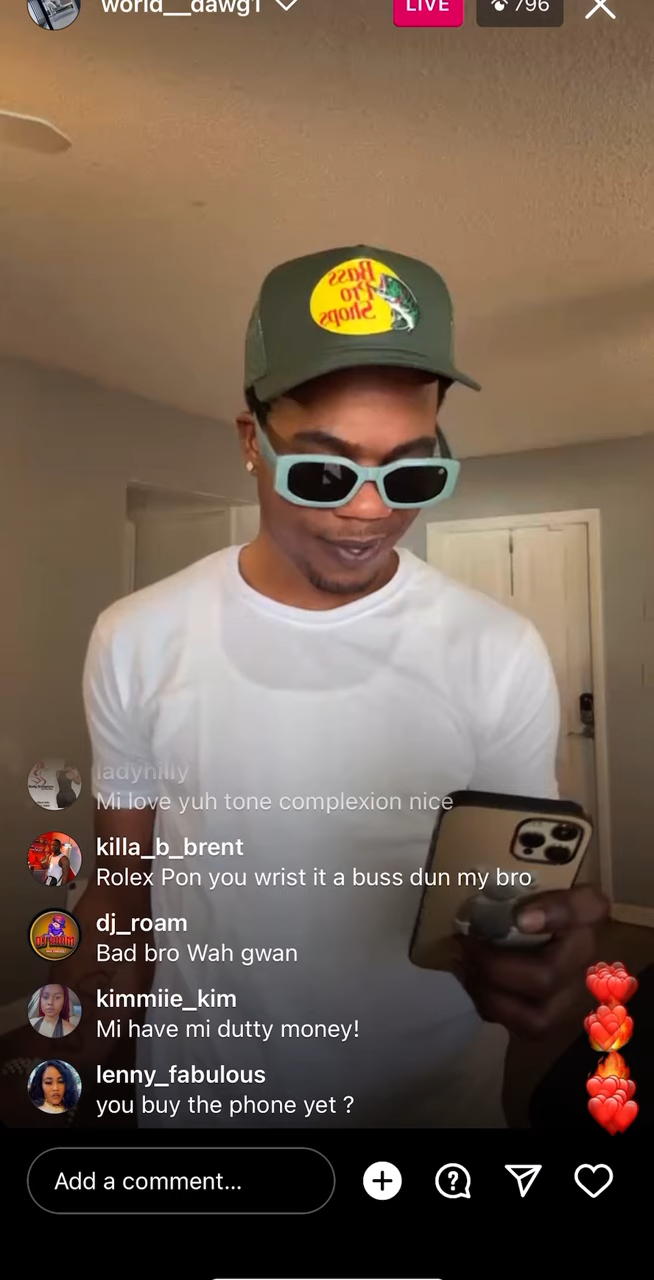 world__dawg1
LIVE
796
Bass
Pro
Shops
ladyhilly
Mi love yuh tone complexion nice
killa_b_brent
Rolex Pon you wrist it a buss dun my bro
dj_roam
Bad bro Wah gwan
kimmiie_kim
Mi have mi dutty money!
lenny_fabulous
you buy the phone yet ?
Add a comment...